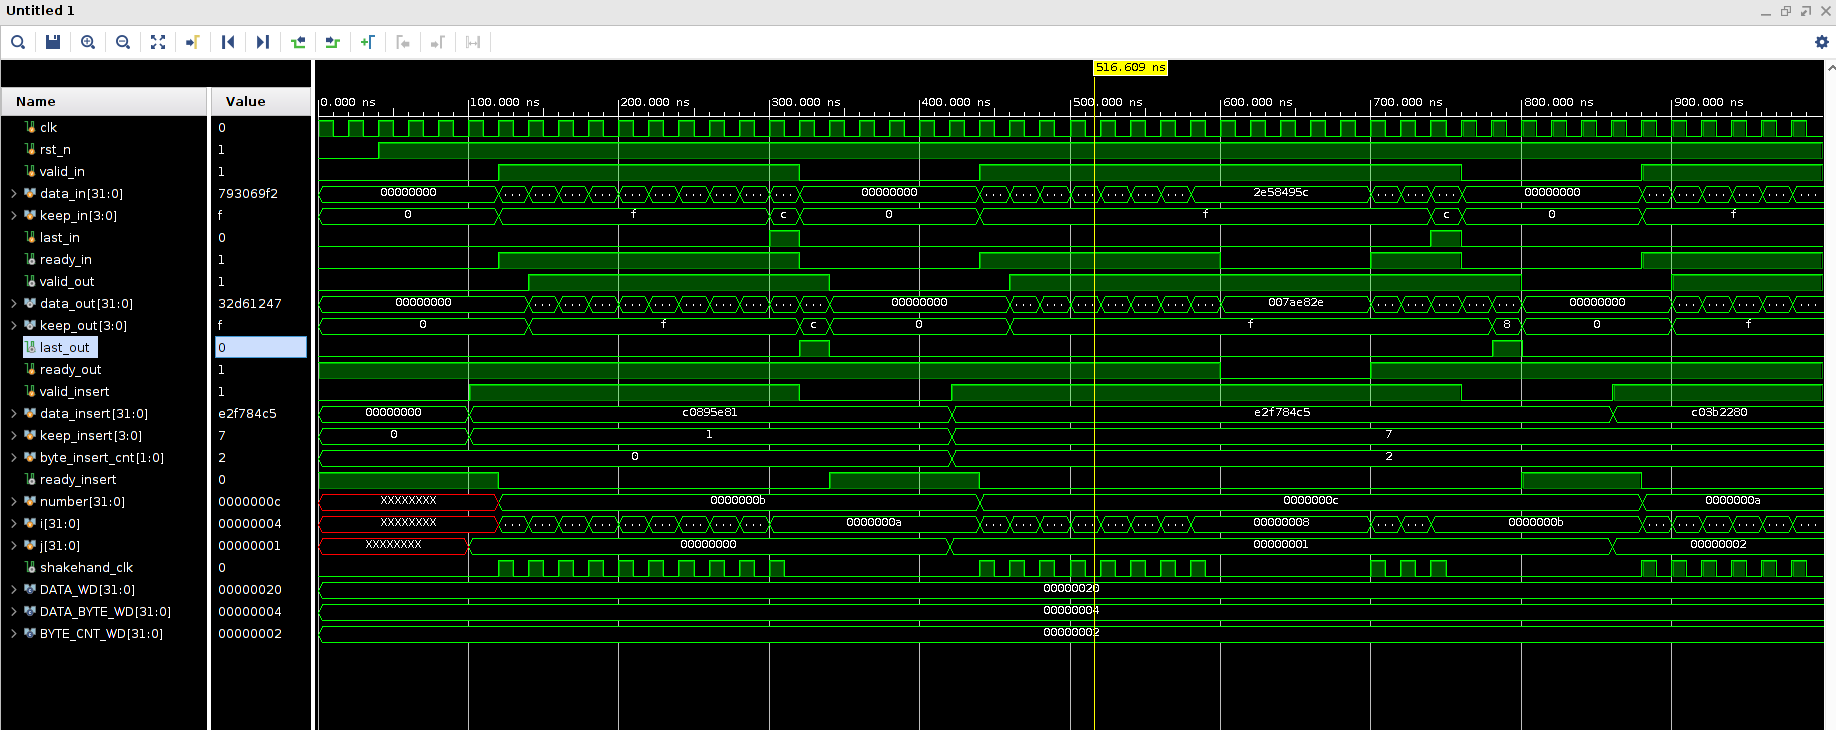 Untitled 1
516.609 ns
Name Value 0.000 ns 100.000 ns 200.000 ns 300.000 ns 400.000 ns 500.000 ns 600.000 ns 700.000 ns 800.000 ns 900.000 ns
clk 0
rst_n 1
valid_in 1
data_in[31:0] 793069f2 00000000 00000000 2e58495c 00000000
keep_in[3:0] f 0 f c 0 f c 0 f
last_in 0
ready_in 1
valid_out 1
data_out[31:0] 32d61247 00000000 00000000 007ae82e 00000000
keep_out[3:0] f 0 f c 0 f 8 0 f
last_out 0
ready_out 1
valid_insert 1
data_insert[31:0] e2f784c5 00000000 c0895e81 e2f784c5 c03b2280
keep_insert[3:0] 7 0 1 7
byte_insert_cnt[1:0] 2 0 2
ready_insert 0
number[31:0] 0000000c XXXXXXXX 0000000b 0000000c 0000000a
i[31:0] 00000004 XXXXXXXX 0000000a 00000008 0000000b
j[31:0] 00000001 XXXXXXXX 00000000 00000001 00000002
shakehand_clk 0
DATA_WD[31:0] 00000020 00000020
DATA_BYTE_WD[31:0] 00000004 00000004
BYTE_CNT_WD[31:0] 00000002 00000002